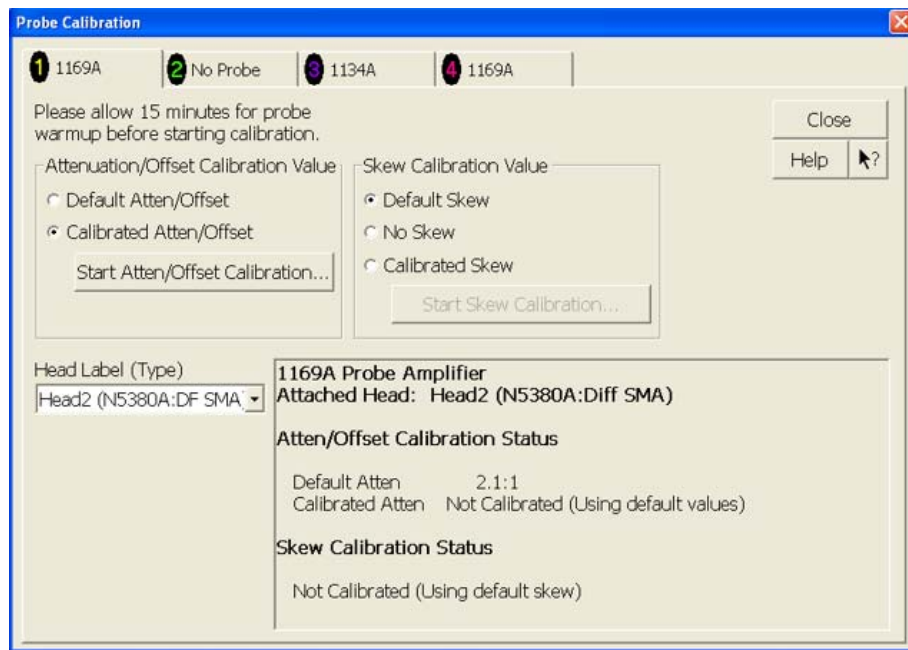 Probe Calibration
1 1169A
2 No Probe
3 1134A
4 1169A
Please allow 15 minutes for probe
warmup before starting calibration.
Close
Help
?
Attenuation/Offset Calibration Value
Default Atten/Offset
Calibrated Atten/Offset
Start Atten/Offset Calibration...
Skew Calibration Value
Default Skew
No Skew
Calibrated Skew
Start Skew Calibration...
Head Label (Type)
Head2 (N5380A:DF SMA)
1169A Probe Amplifier
Attached Head: Head2 (N5380A:Diff SMA)
Atten/Offset Calibration Status
Default Atten 2.1:1
Calibrated Atten Not Calibrated (Using default values)
Skew Calibration Status
Not Calibrated (Using default skew)